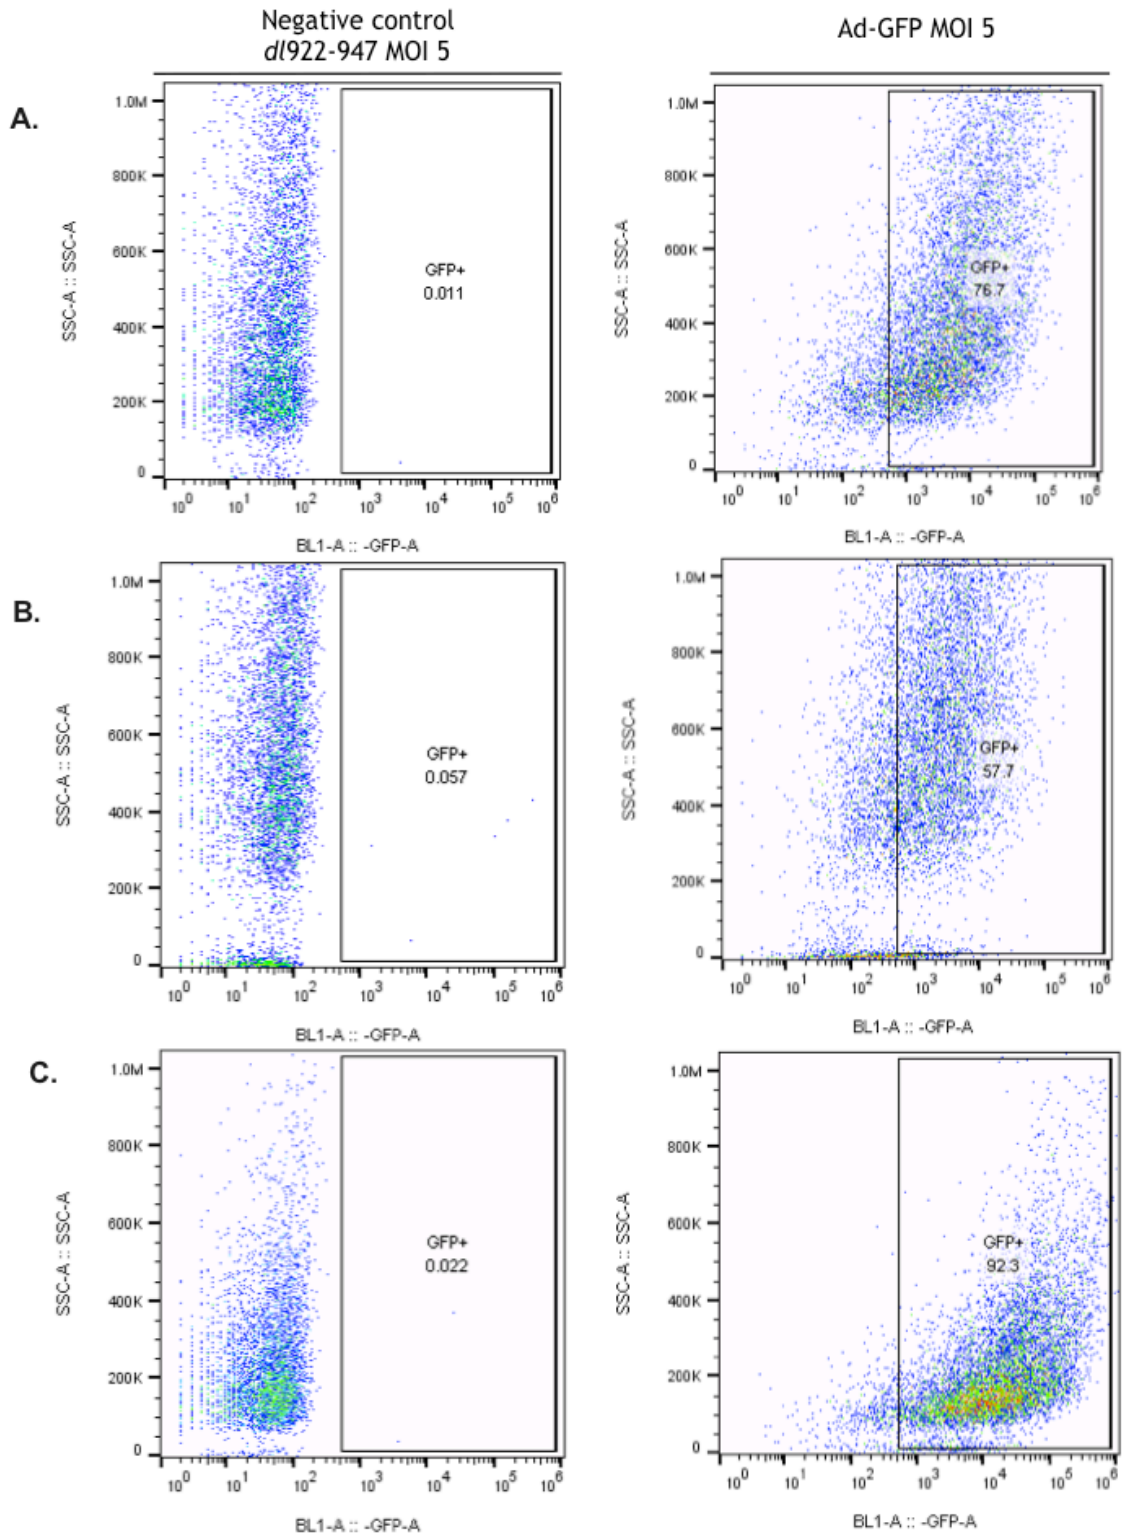 Negative control
dl922-947 MOI 5
Ad-GFP MOI 5
A.
1.0M
800K
600K
400K
200K
0
SSC-A :: SSC-A
GFP+
0.011
10^0 10^1 10^2 10^3 10^4 10^5 10^6
BL1-A :: -GFP-A
1.0M
800K
600K
400K
200K
0
SSC-A :: SSC-A
GFP+
76.7
10^0 10^1 10^2 10^3 10^4 10^5 10^6
BL1-A :: -GFP-A
B.
1.0M
800K
600K
400K
200K
0
SSC-A :: SSC-A
GFP+
0.057
10^0 10^1 10^2 10^3 10^4 10^5 10^6
BL1-A :: -GFP-A
1.0M
800K
600K
400K
200K
0
SSC-A :: SSC-A
GFP+
57.7
10^0 10^1 10^2 10^3 10^4 10^5 10^6
BL1-A :: -GFP-A
C.
1.0M
800K
600K
400K
200K
0
SSC-A :: SSC-A
GFP+
0.022
10^0 10^1 10^2 10^3 10^4 10^5 10^6
BL1-A :: -GFP-A
1.0M
800K
600K
400K
200K
0
SSC-A :: SSC-A
GFP+
92.3
10^0 10^1 10^2 10^3 10^4 10^5 10^6
BL1-A :: -GFP-A